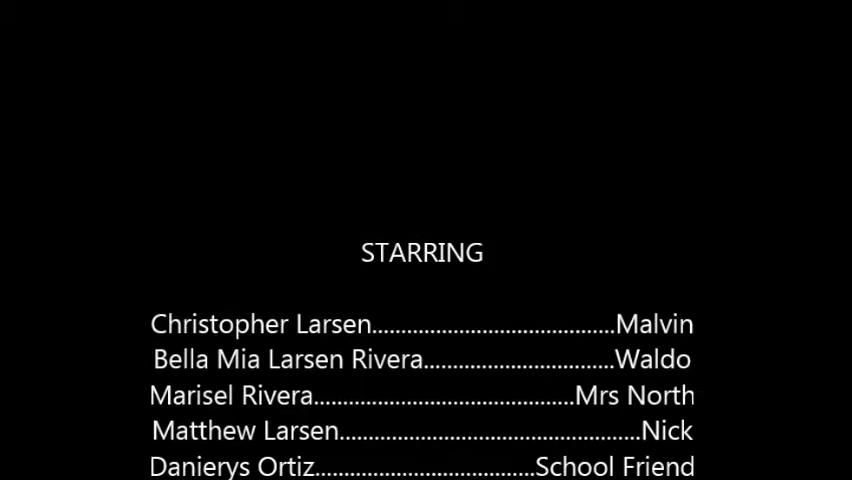 STARRING
Christopher Larsen.........................................Malvin
Bella Mia Larsen Rivera................................Waldo
Marisel Rivera............................................Mrs North
Matthew Larsen...................................................Nick
Danierys Ortiz.....................................School Friend